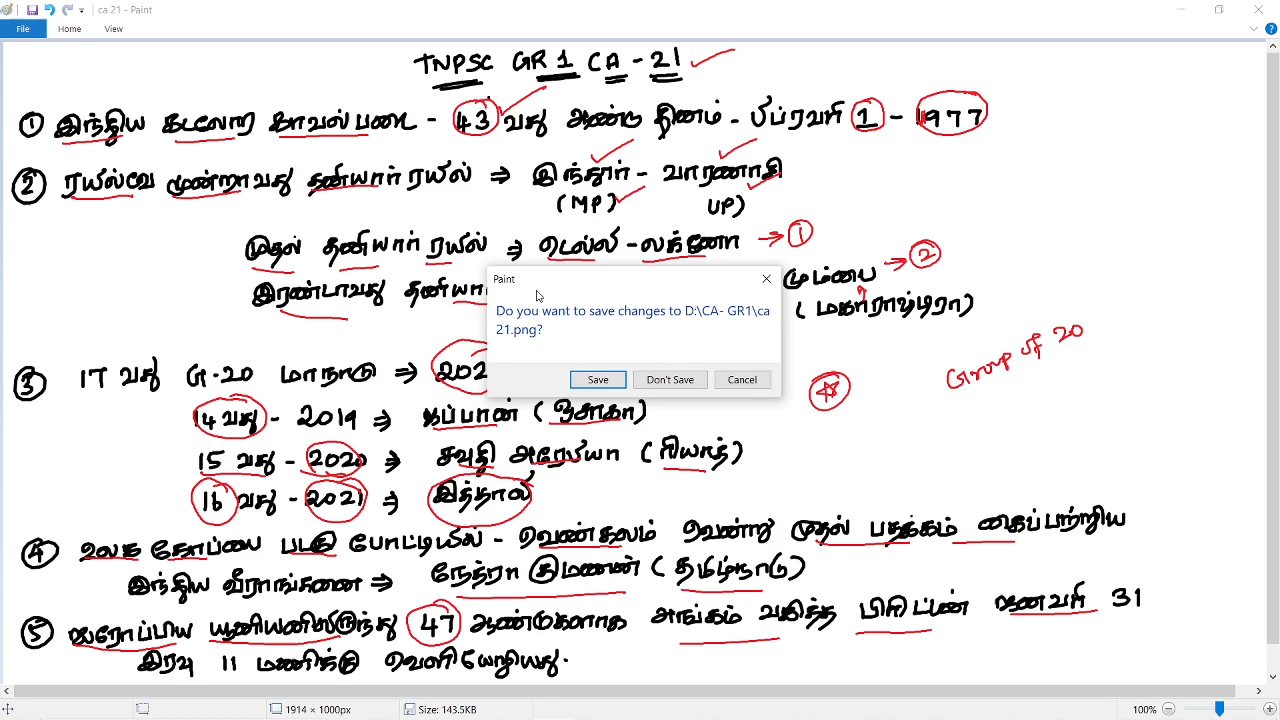 ca 21 - Paint
File Home View
TNPSC GR 1 CA - 21
① இந்திய கடலோர காவல்படை - 43 வது ஆண்டு தினம் - பிப்ரவரி 1 - 1977
② ரயில்வே மூன்றாவது தனியார் ரயில் ⇒ இந்தூர் - வாரணாசி
(MP) UP)
முதல் தனியார் ரயில் ⇒ டெல்லி - லக்னோ → ①
இரண்டாவது தனியா மும்பை → ②
(மகாராஷ்டிரா)
③ 17 வது G-20 மாநாடு ⇒ 202
Group of 20
14 வது - 2019 ⇒ ஜப்பான் (ஒசாகா)
15 வது - 2020 ⇒ சவுதி அரேபியா (ரியாத்)
16 வது - 2021 ⇒ இத்தாலி
④ உலக கோப்பை படகு போட்டியில் - வெண்கலம் வென்று முதல் பதக்கம் கைப்பற்றிய
இந்திய வீராங்கனை ⇒ நேத்ரா குமணன் (தமிழ்நாடு)
⑤ ஐரோப்பிய யூனியனிலிருந்து 47 ஆண்டுகளாக அங்கம் வகித்த பிரிட்டன் ஜனவரி 31
இரவு 11 மணிக்கு வெளியேறியது.
Paint
Do you want to save changes to D:\CA- GR1\ca
21.png?
Save Don't Save Cancel
1914 × 1000px Size: 143.5KB 100%